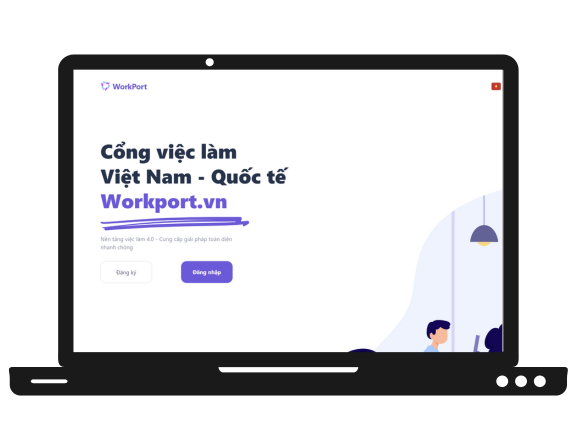 WorkPort
Cổng việc làm
Việt Nam - Quốc tế
Workport.vn
Nền tảng việc làm 4.0 - Cung cấp giải pháp toàn diện
nhanh chóng
Đăng ký
Đăng nhập